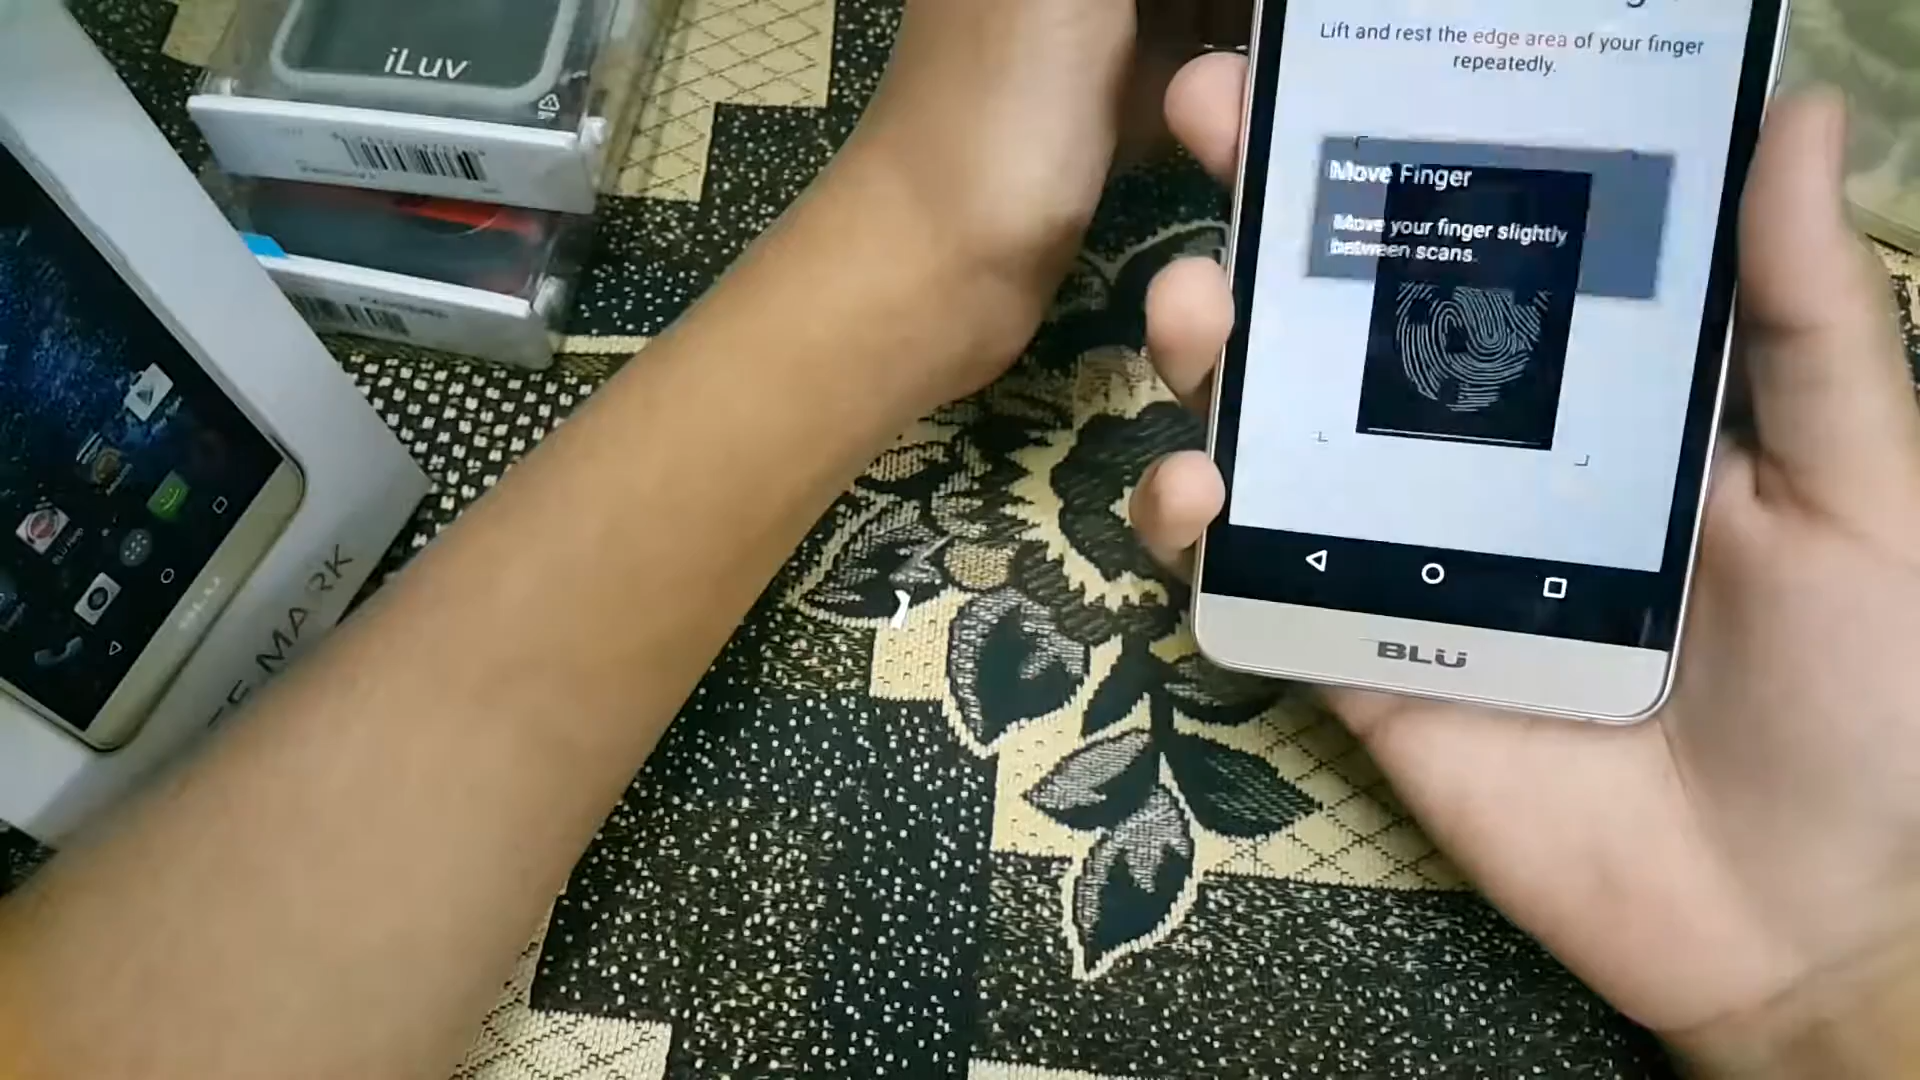 iLuv
Lift and rest the edge area of your finger
repeatedly.
Move Finger
Move your finger slightly
between scans.
BLU
BLU
MARK